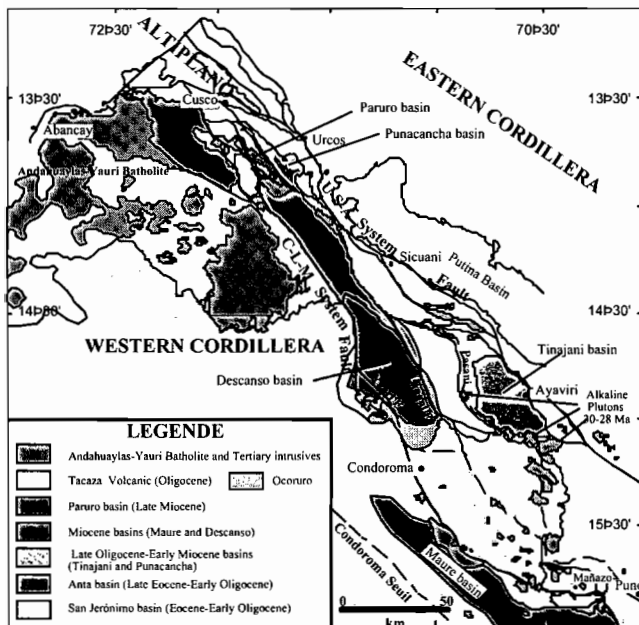 72Þ30'
70Þ30'
ALTIPLANO
EASTERN CORDILLERA
13Þ30'
13Þ30'
Cusco
Paruro basin
Abancay
Urcos
Punacancha basin
Andahuaylas-Yauri Batholite
U.S.A. System Fault
Sicuani
Putina Basin
C-L-M System Fault
14Þ30'
WESTERN CORDILLERA
Tinajani basin
Pasani
Descanso basin
Ayaviri
Alkaline
Plutons
30-28 Ma
LEGENDE
Andahuaylas-Yauri Batholite and Tertiary intrusives
Tacaza Volcanic (Oligocene)
Ocoruro
Condoroma
Paruro basin (Late Miocene)
Miocene basins (Maure and Descanso)
15Þ30'
Late Oligocene-Early Miocene basins
(Tinajani and Punacancha)
Condoroma Seuil
Maure basin
Mañazo
Puno
Anta basin (Late Eocene-Early Oligocene)
San Jerónimo basin (Eocene-Early Oligocene)
0
50
km